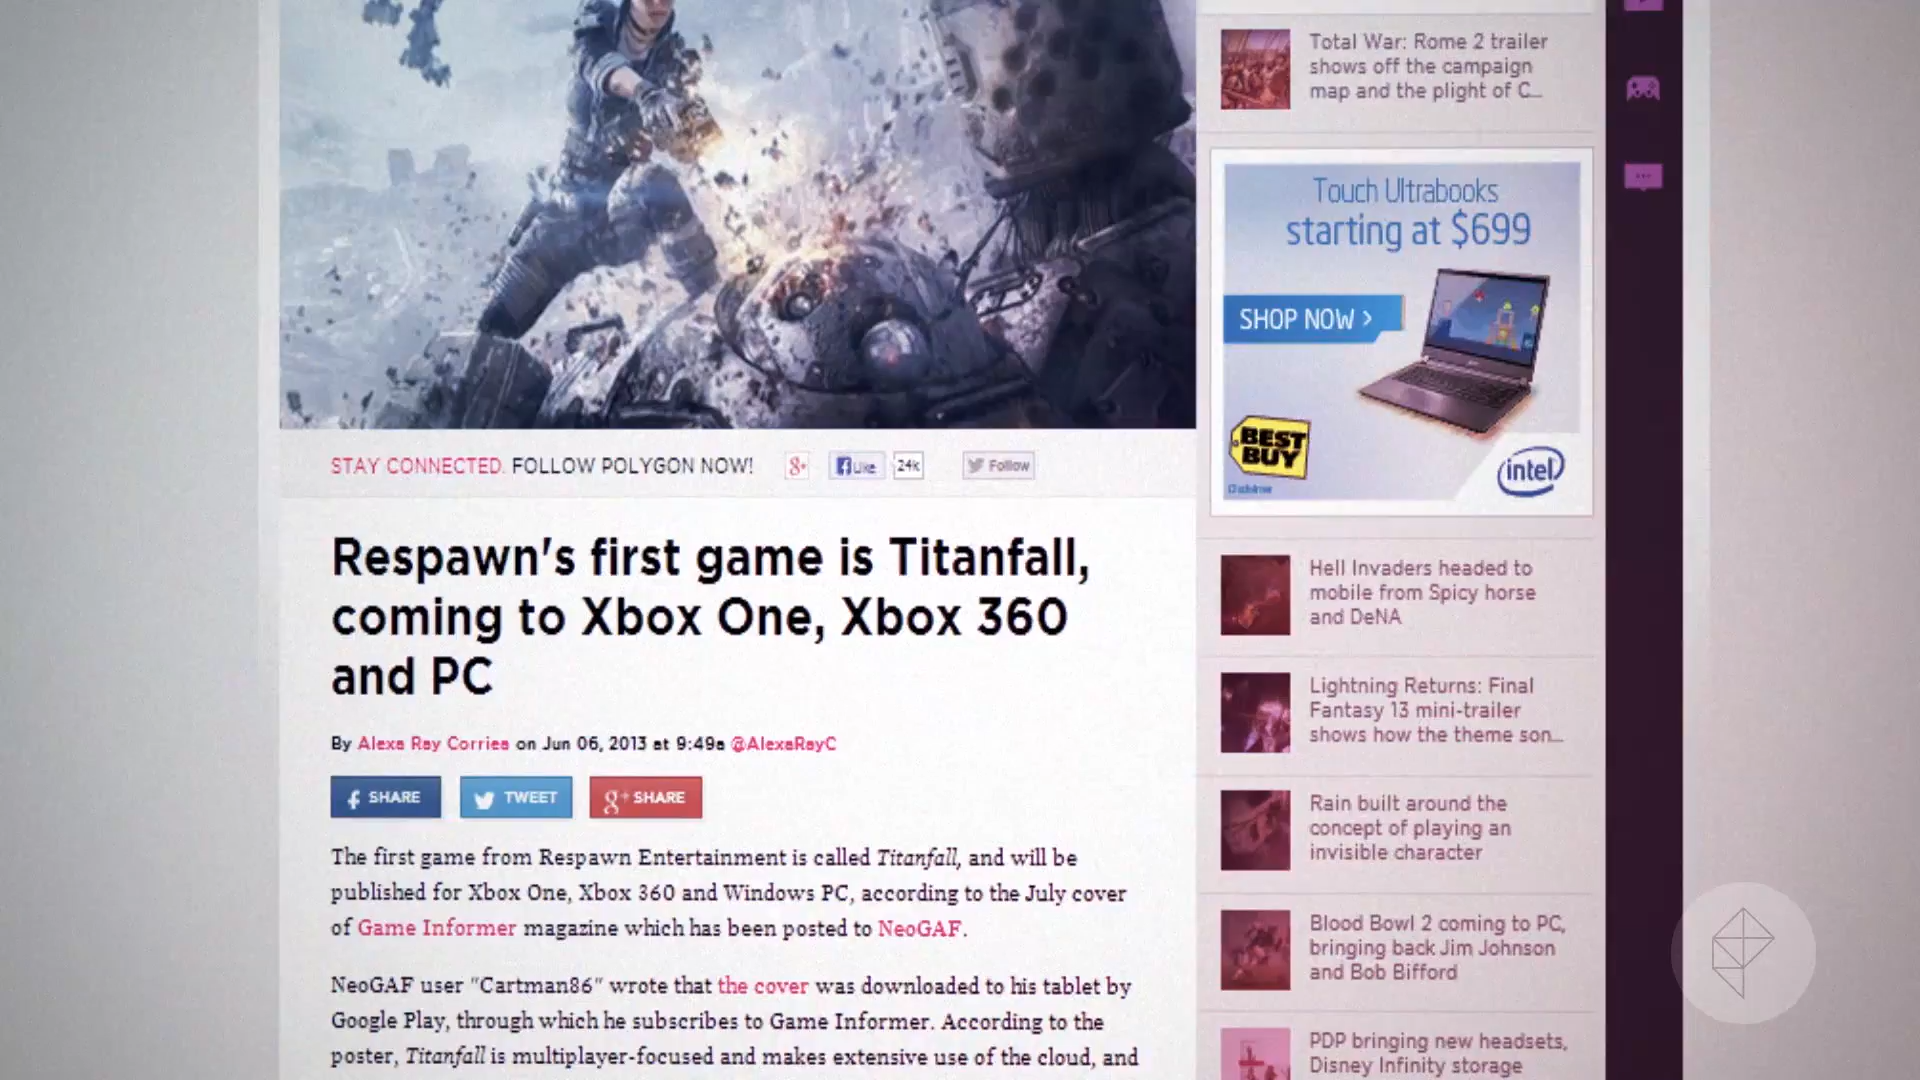 Total War: Rome 2 trailer
shows off the campaign
map and the plight of C...
Touch Ultrabooks
starting at $699
SHOP NOW >
BEST
BUY
intel
STAY CONNECTED. FOLLOW POLYGON NOW!
8+
Like
24k
Follow
Respawn's first game is Titanfall,
coming to Xbox One, Xbox 360
and PC
By Alexa Ray Corriea on Jun 06, 2013 at 9:49a @AlexaRayC
SHARE
TWEET
g+ SHARE
The first game from Respawn Entertainment is called Titanfall, and will be
published for Xbox One, Xbox 360 and Windows PC, according to the July cover
of Game Informer magazine which has been posted to NeoGAF.
NeoGAF user "Cartman86" wrote that the cover was downloaded to his tablet by
Google Play, through which he subscribes to Game Informer. According to the
poster, Titanfall is multiplayer-focused and makes extensive use of the cloud, and
Hell Invaders headed to
mobile from Spicy horse
and DeNA
Lightning Returns: Final
Fantasy 13 mini-trailer
shows how the theme son...
Rain built around the
concept of playing an
invisible character
Blood Bowl 2 coming to PC,
bringing back Jim Johnson
and Bob Bifford
PDP bringing new headsets,
Disney Infinity storage